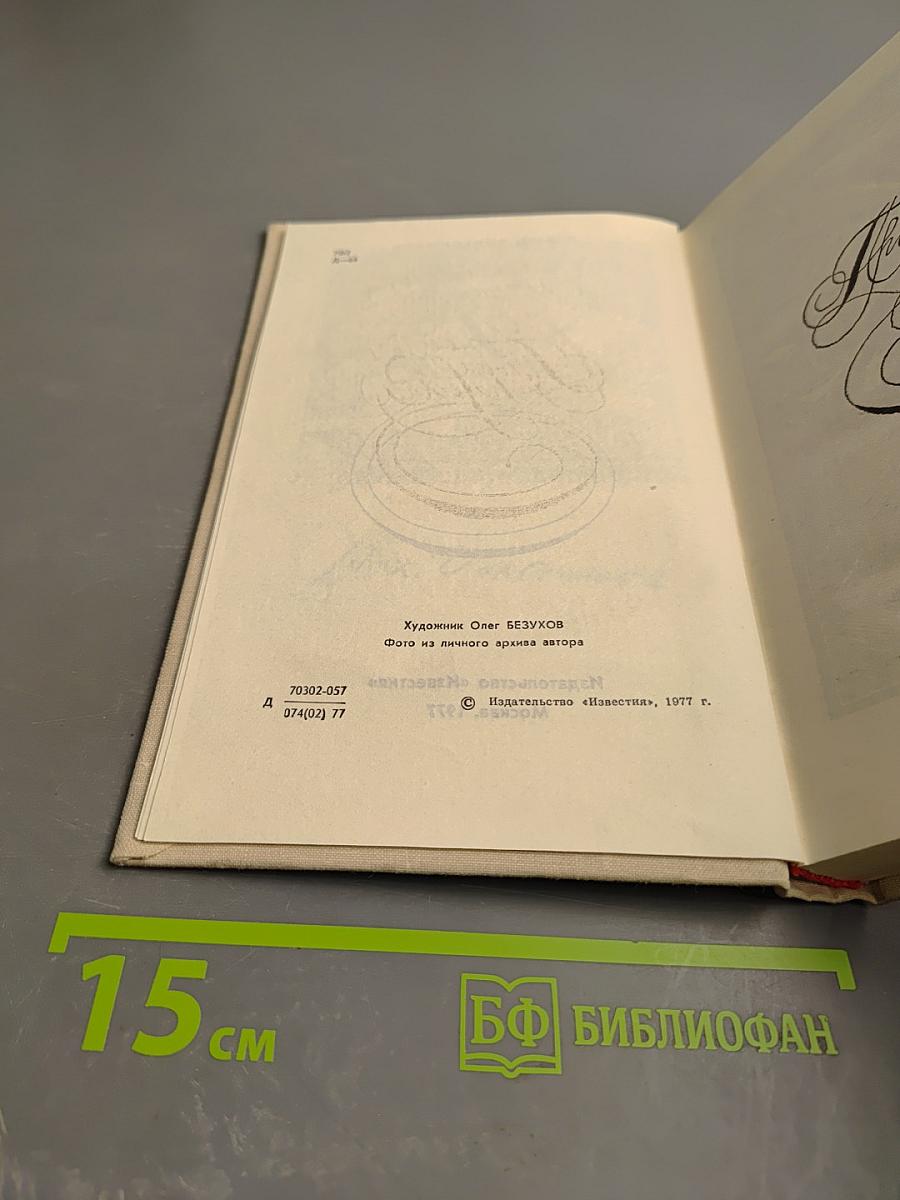 Художник Олег БЕЗУХОВ
Фото из личного архива автора
Д 70302-057
074(02) 77
© Издательство «Известия», 1977 г.
15 см
БФ БИБЛИОФАН